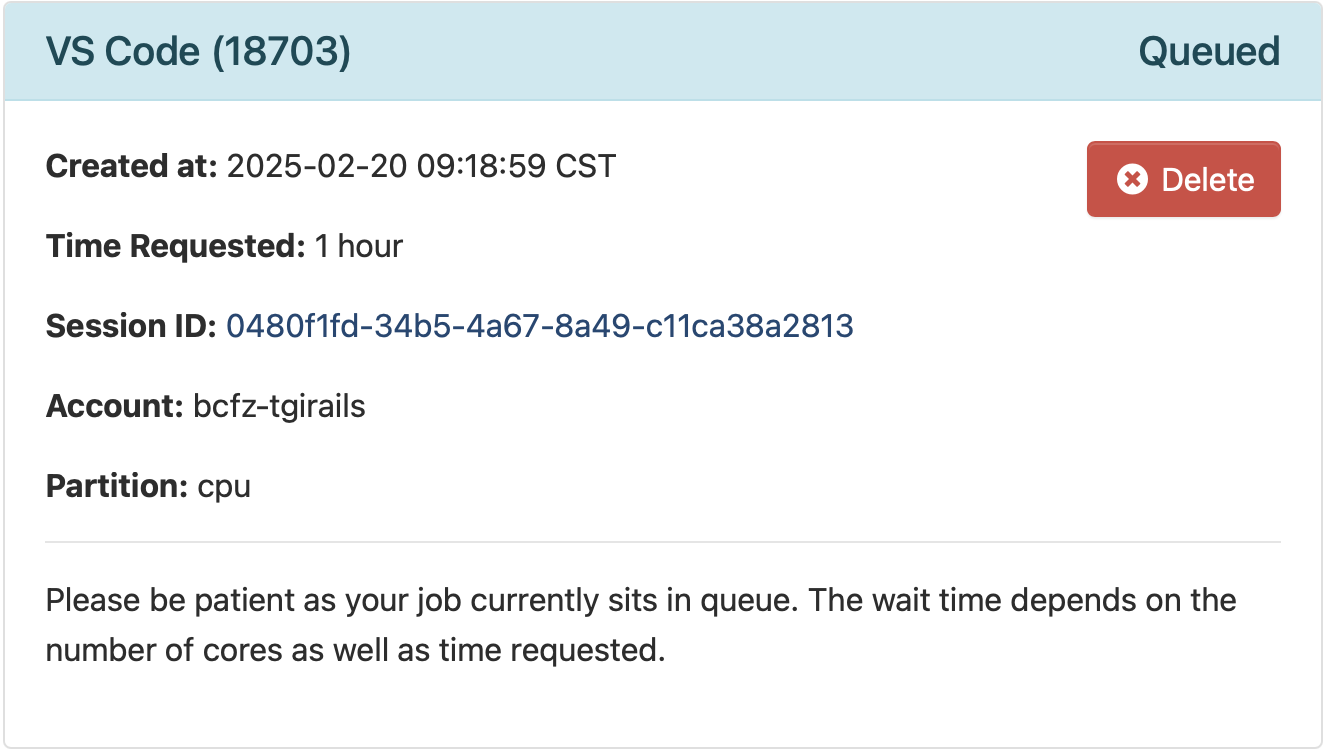 VS Code (18703)
Queued
Created at: 2025-02-20 09:18:59 CST
Delete
Time Requested: 1 hour
Session ID: 0480f1fd-34b5-4a67-8a49-c11ca38a2813
Account: bcfz-tgirails
Partition: cpu
Please be patient as your job currently sits in queue. The wait time depends on the
number of cores as well as time requested.